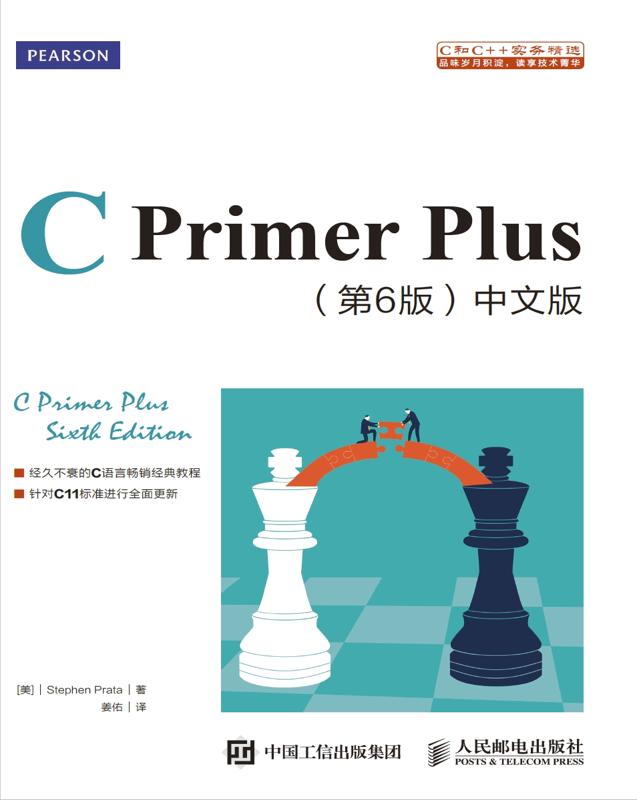 PEARSON
C和C++实务精选
品味岁月积淀，读享技术菁华
C Primer Plus
（第6版）中文版
C Primer Plus
Sixth Edition
经久不衰的C语言畅销经典教程
针对C11标准进行全面更新
[美] Stephen Prata 著
姜佑 译
中国工信出版集团
人民邮电出版社
POSTS & TELECOM PRESS